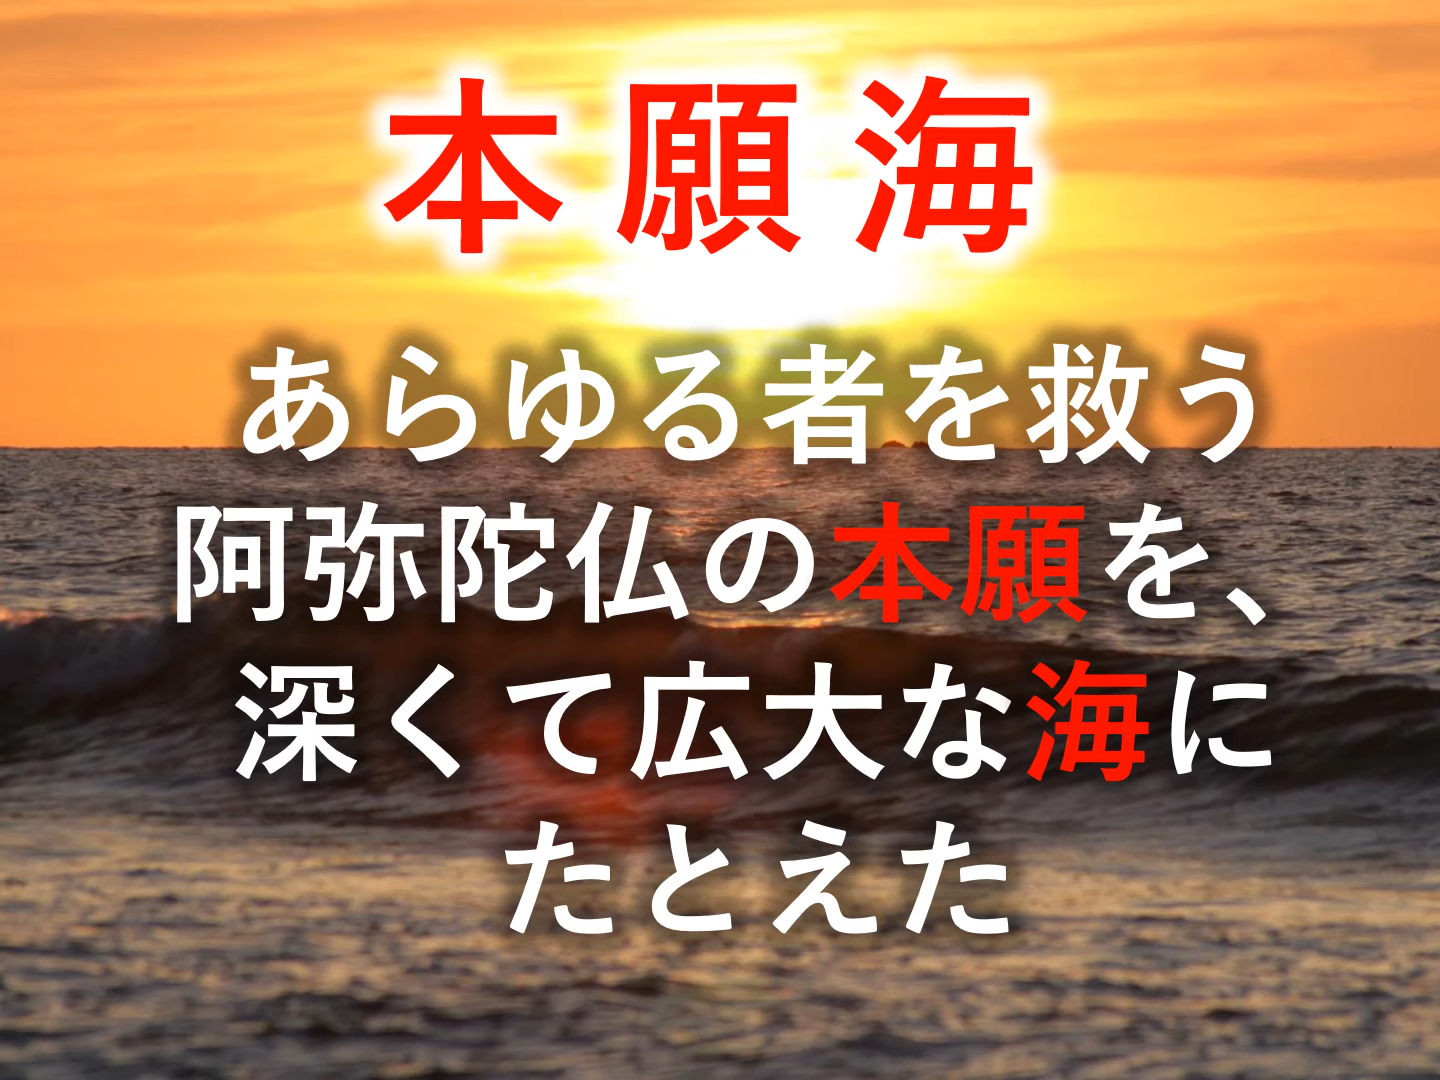 本願海
あらゆる者を救う
阿弥陀仏の本願を、
深くて広大な海に
たとえた